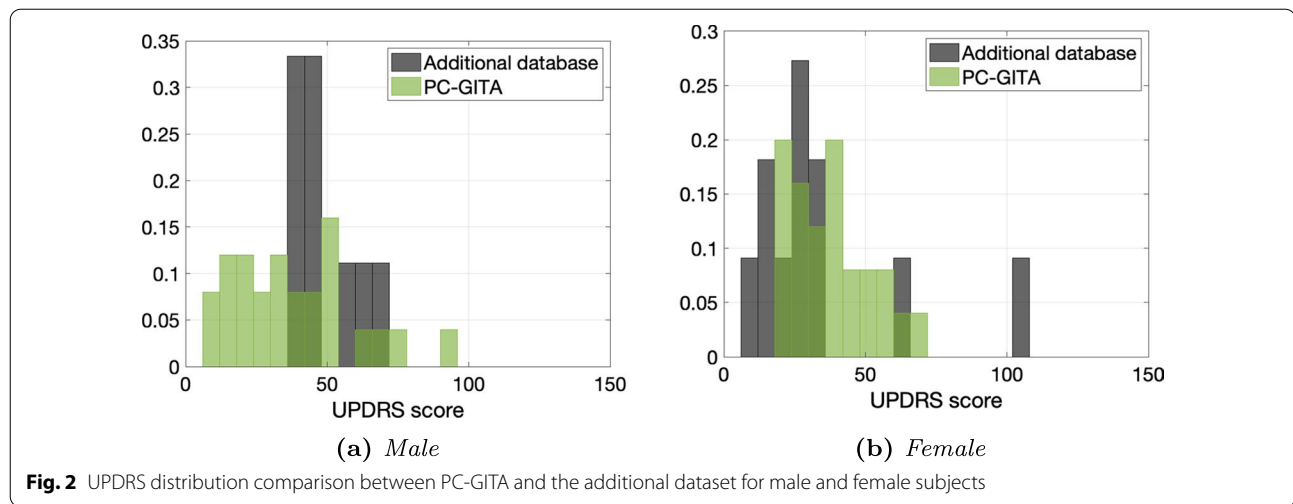 0.35
0.3
0.25
0.2
0.15
0.1
0.05
0
0 50 100 150
UPDRS score
Additional database
PC-GITA
(a) Male
0.3
0.25
0.2
0.15
0.1
0.05
0
0 50 100 150
UPDRS score
Additional database
PC-GITA
(b) Female
Fig. 2 UPDRS distribution comparison between PC-GITA and the additional dataset for male and female subjects